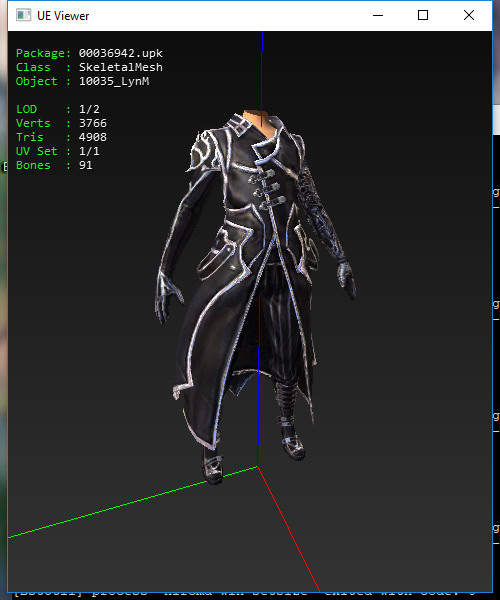 UE Viewer
Package: 00036942.upk
Class : SkeletalMesh
Object : 10035_LynM
LOD : 1/2
Verts : 3766
Tris : 4908
UV Set : 1/1
Bones : 91